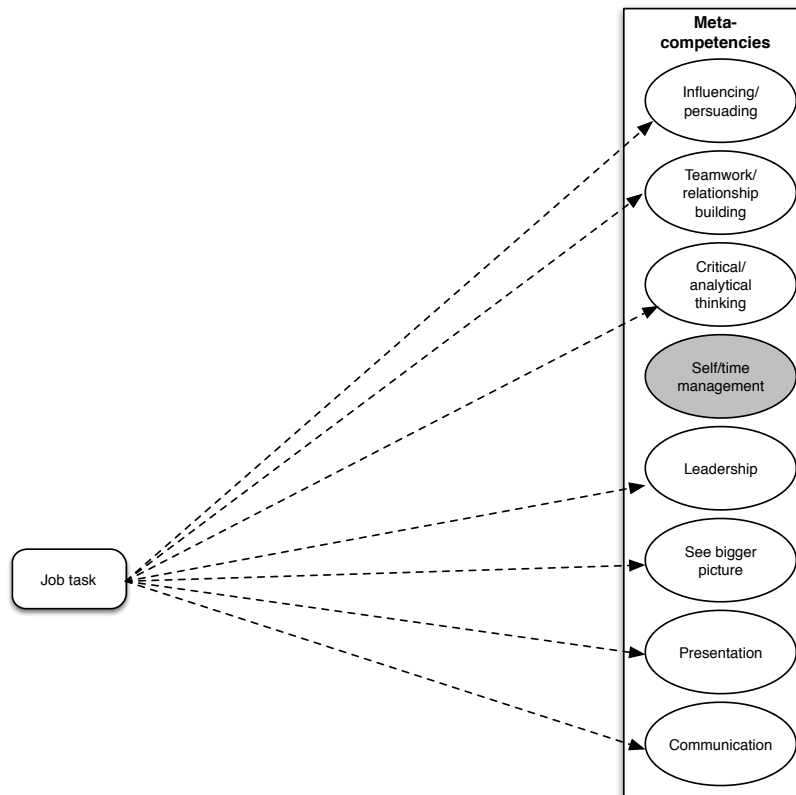 Meta-
competencies
Influencing/
persuading
Teamwork/
relationship
building
Critical/
analytical
thinking
Self/time
management
Leadership
Job task
See bigger
picture
Presentation
Communication